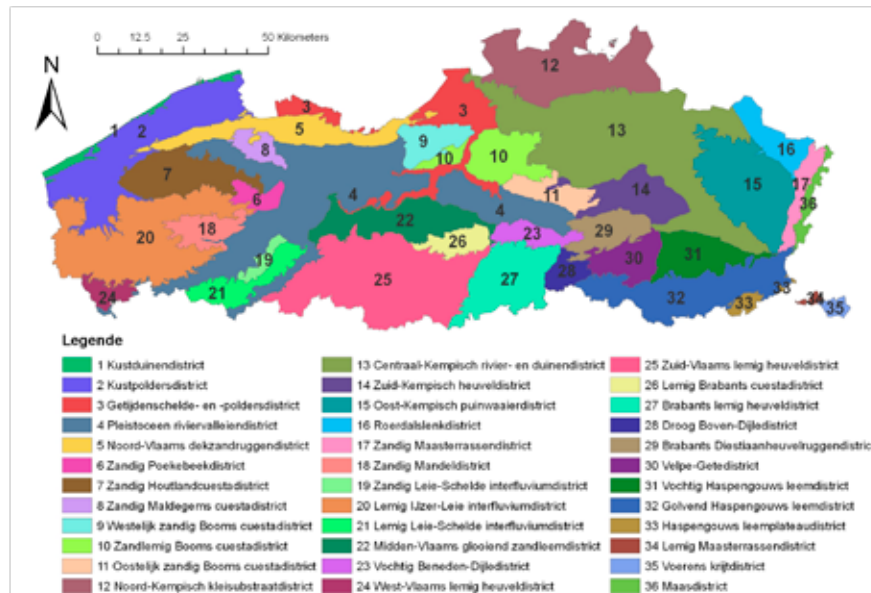 0 12.5 25 50 Kilometers
N
12
3
3
1 2
5
13
9
8
16
10
10
7
11
14
15
17
6
4
36
4
22
18
29
20
23
26
19
30
31
25
27
28
21
24
32
33
33
34
35
Legende
1 Kustduinendistrict
2 Kustpoldersdistrict
3 Getijdenschelde- en -poldersdistrict
4 Pleistoceen riviervalleiendistrict
5 Noord-Vlaams dekzandruggendistrict
6 Zandig Poekebeekdistrict
7 Zandig Houtlandcuestadistrict
8 Zandig Maldegems cuestadistrict
9 Westelijk zandig Booms cuestadistrict
10 Zandlemig Booms cuestadistrict
11 Oostelijk zandig Booms cuestadistrict
12 Noord-Kempisch kleisubstraatdistrict
13 Centraal-Kempisch rivier- en duinendistrict
14 Zuid-Kempisch heuveldistrict
15 Oost-Kempisch puinwaaierdistrict
16 Roerdalslenkdistrict
17 Zandig Maasterrassendistrict
18 Zandig Mandeldistrict
19 Zandig Leie-Schelde interfluviumdistrict
20 Lemig IJzer-Leie interfluviumdistrict
21 Lemig Leie-Schelde interfluviumdistrict
22 Midden-Vlaams glooiend zandleemdistrict
23 Vochtig Beneden-Dijledistrict
24 West-Vlaams lemig heuveldistrict
25 Zuid-Vlaams lemig heuveldistrict
26 Lemig Brabants cuestadistrict
27 Brabants lemig heuveldistrict
28 Droog Boven-Dijledistrict
29 Brabants Diestiaanheuvelruggendistrict
30 Velpe-Getedistrict
31 Vochtig Haspengouws leemdistrict
32 Golvend Haspengouws leemdistrict
33 Haspengouws leemplateaudistrict
34 Lemig Maasterrassendistrict
35 Voerens krijtdistrict
36 Maasdistrict